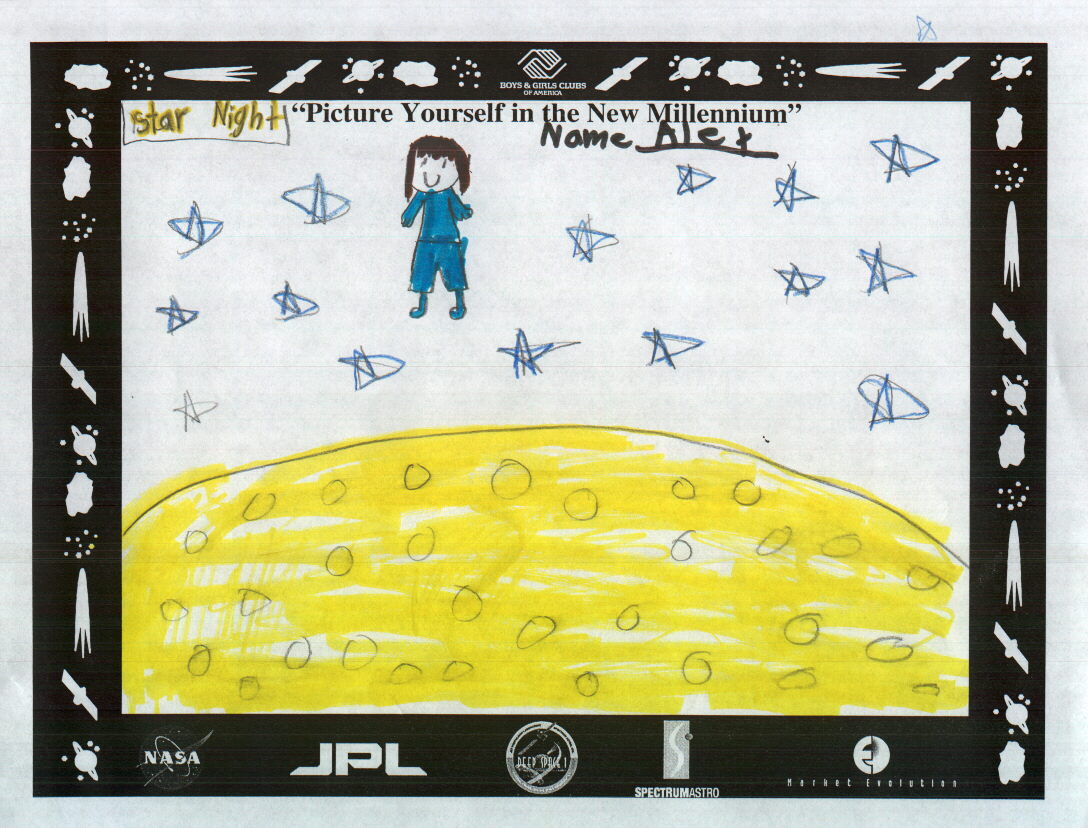 BOYS & GIRLS CLUBS
OF AMERICA
star Night
“Picture Yourself in the New Millennium”
Name Alex
NASA
JPL
DEEP SPACE 1
SPECTRUMASTRO
Market Evolution